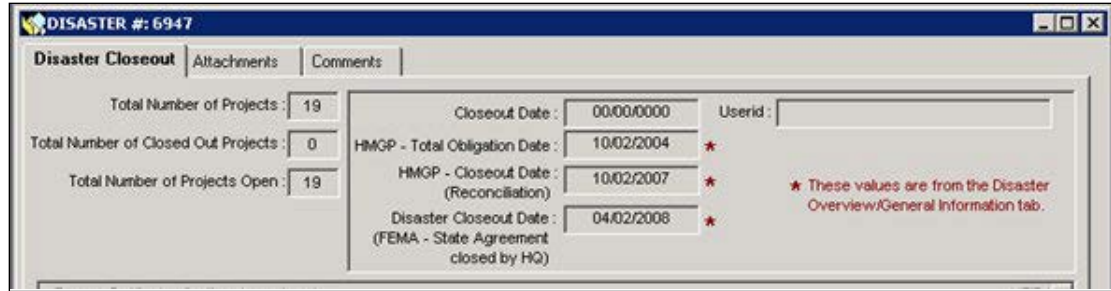 DISASTER #: 6947
Disaster Closeout Attachments Comments
Total Number of Projects : 19
Total Number of Closed Out Projects : 0
Total Number of Projects Open : 19
Closeout Date : 00/00/0000 Userid :
HMGP - Total Obligation Date : 10/02/2004 *
HMGP - Closeout Date : 10/02/2007 *
(Reconciliation)
Disaster Closeout Date : 04/02/2008 *
(FEMA - State Agreement
closed by HQ)
* These values are from the Disaster
Overview/General Information tab.